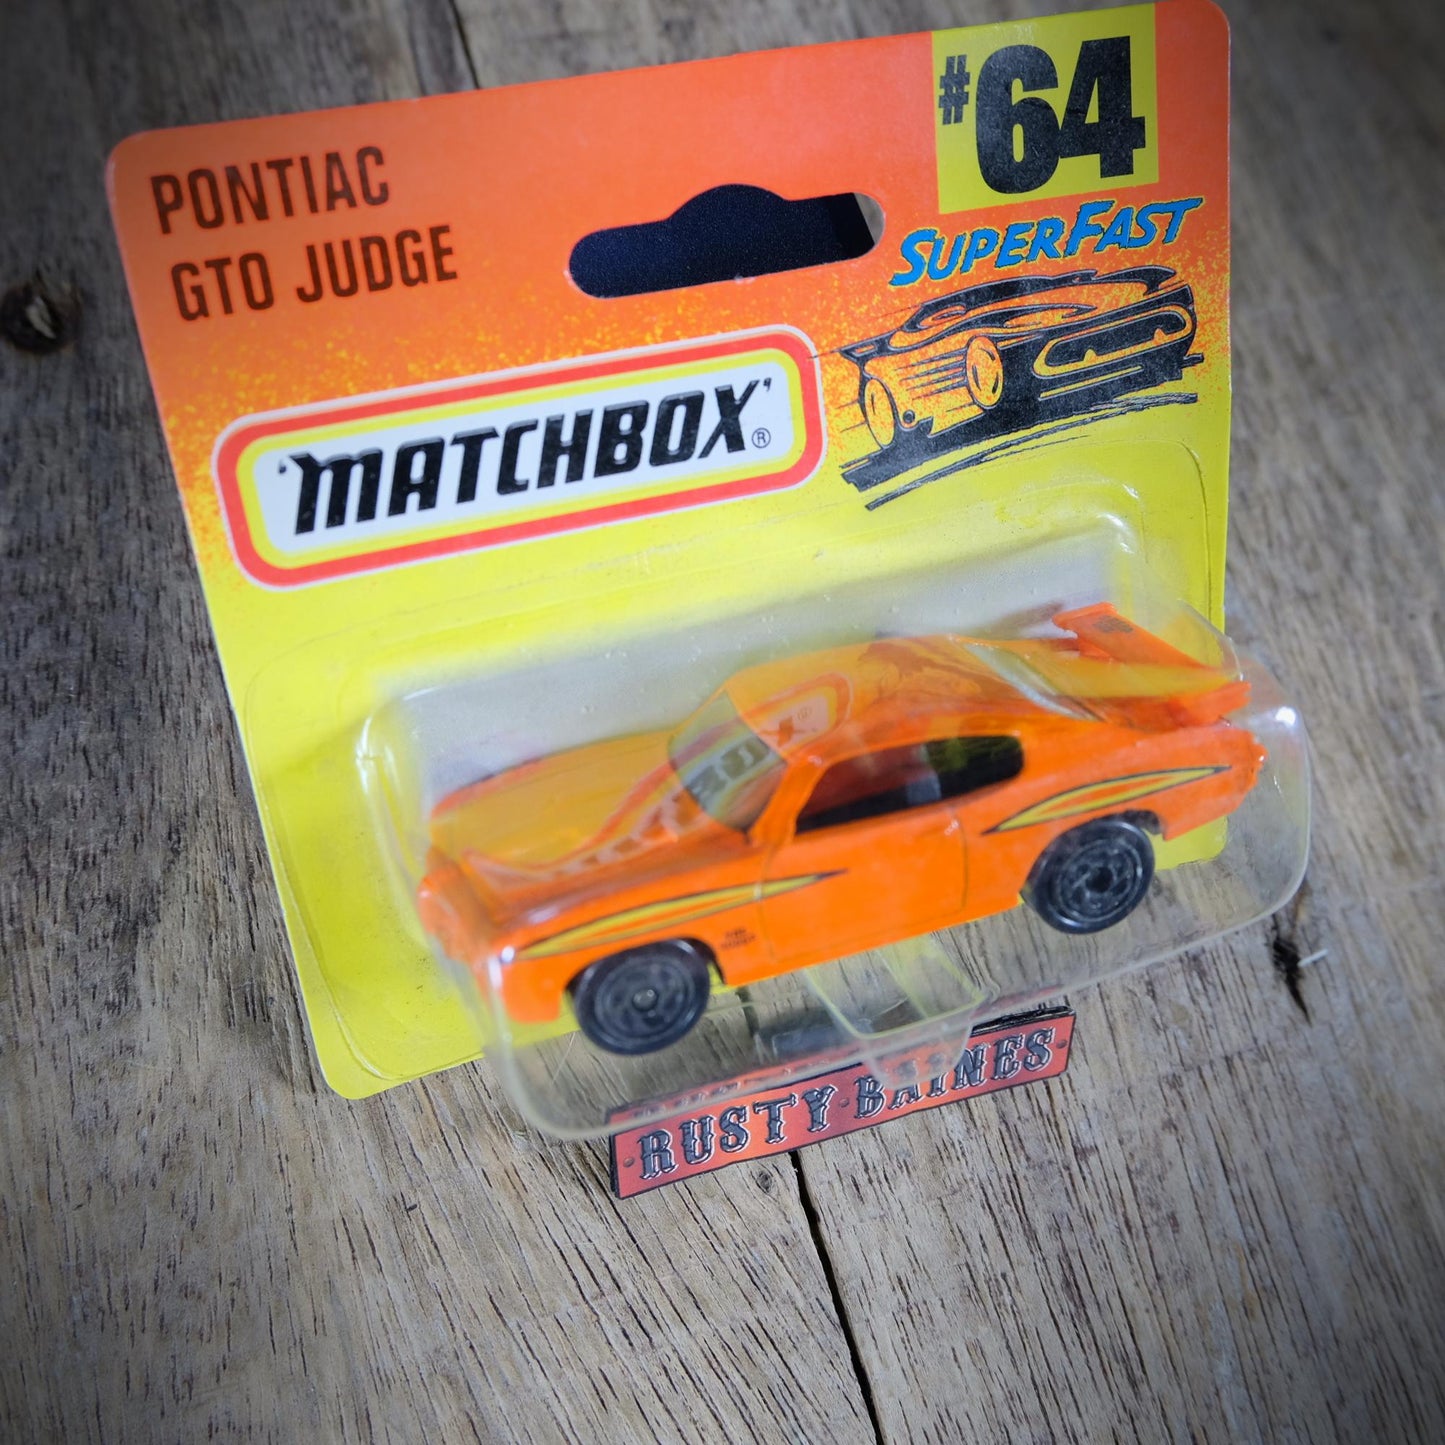 PONTIAC
GTO JUDGE
#64
SUPERFAST
'MATCHBOX'®
RUSTY BAINES